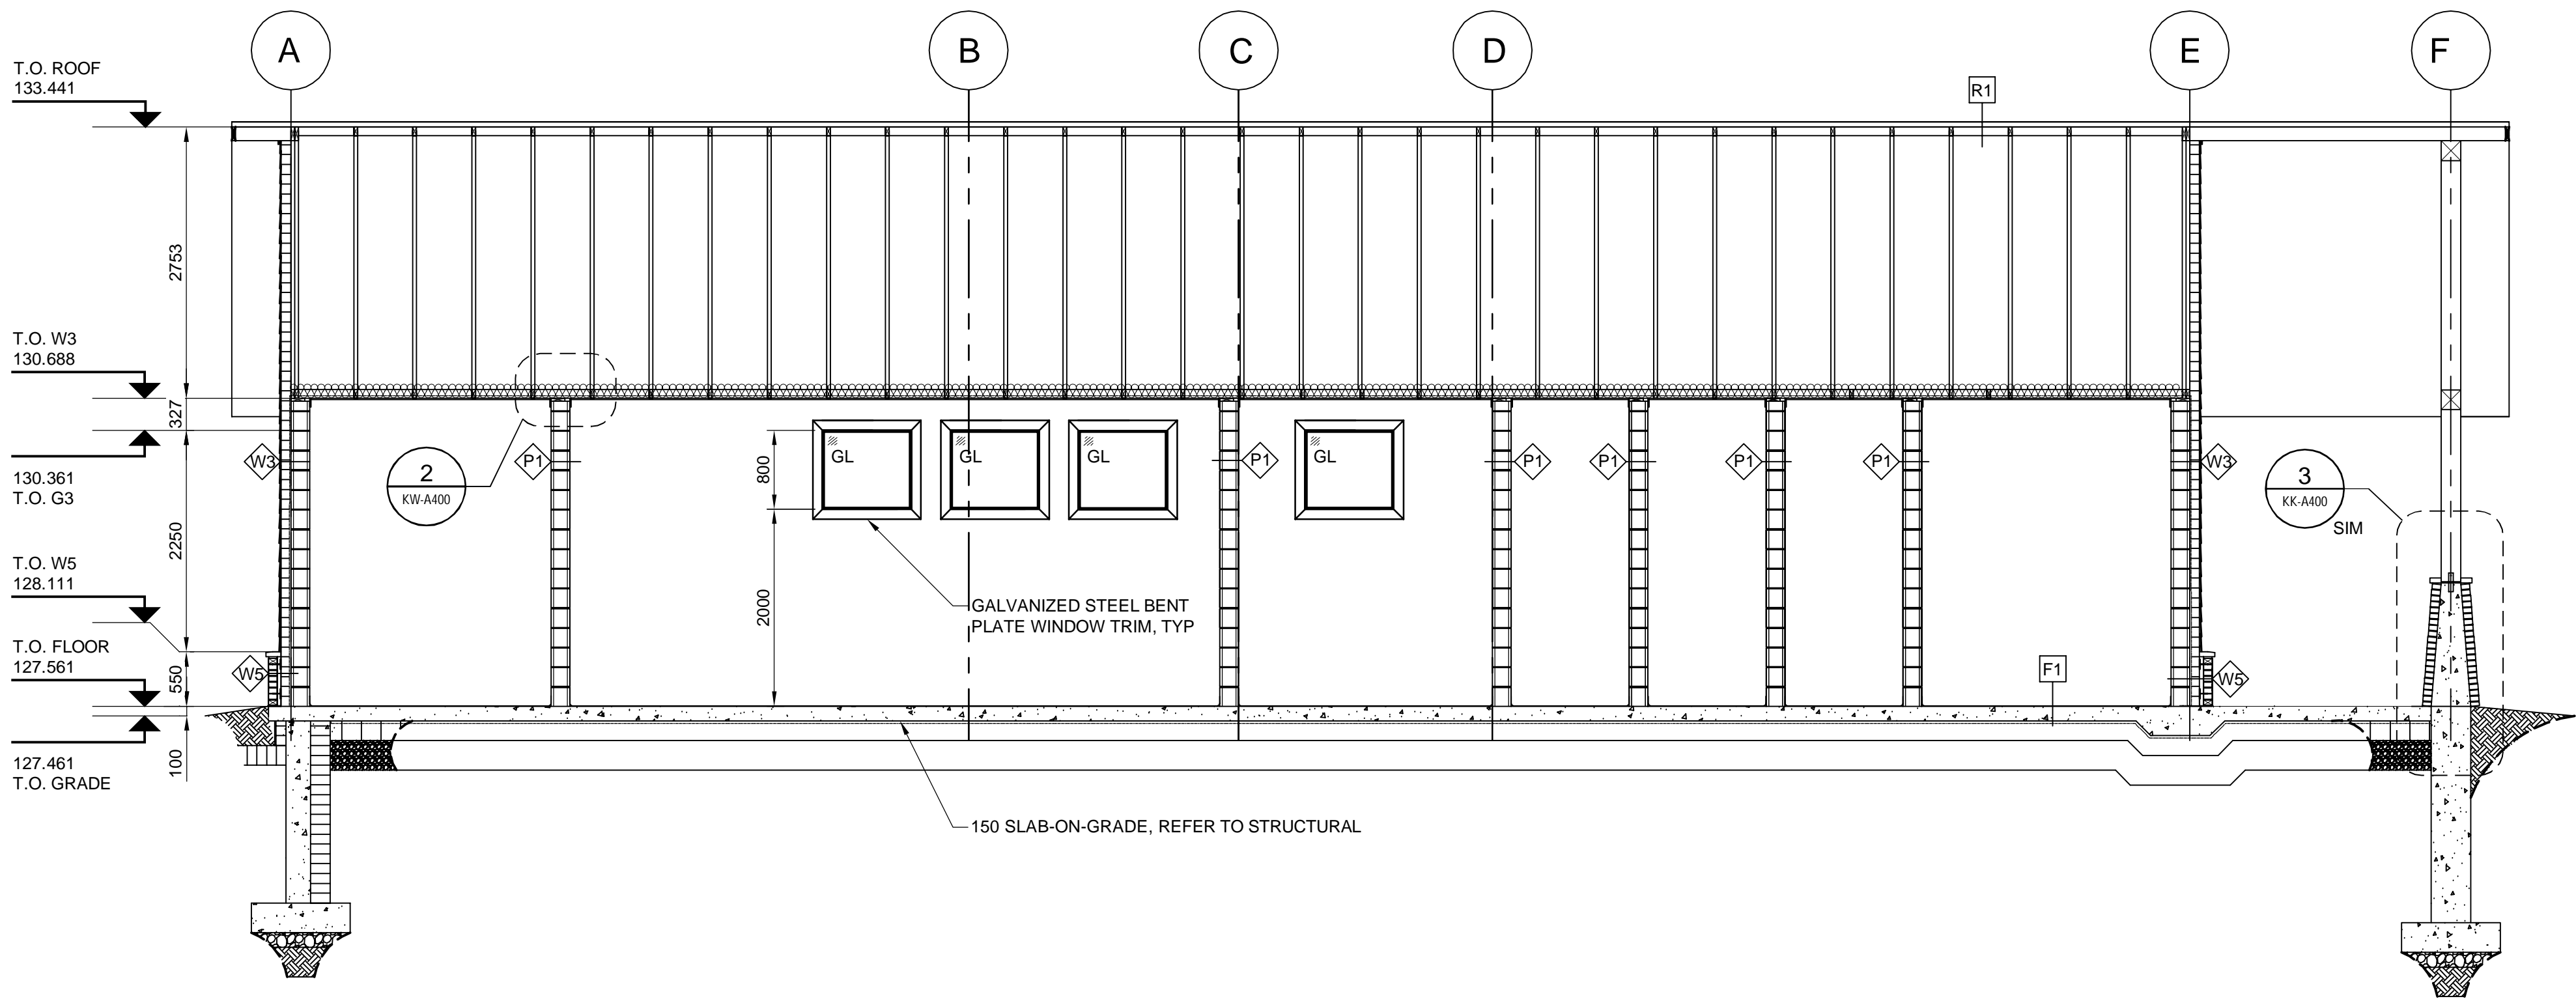 A
B
C
D
E
F
T.O. ROOF
133.441
R1
2753
T.O. W3
130.688
327
130.361
T.O. G3
W3
2
KW-A400
P1
GL
GL
GL
P1
GL
P1
P1
P1
P1
W3
3
KK-A400
SIM
800
2250
2000
T.O. W5
128.111
GALVANIZED STEEL BENT
PLATE WINDOW TRIM, TYP
T.O. FLOOR
127.561
550
W5
F1
W5
127.461
T.O. GRADE
100
150 SLAB-ON-GRADE, REFER TO STRUCTURAL